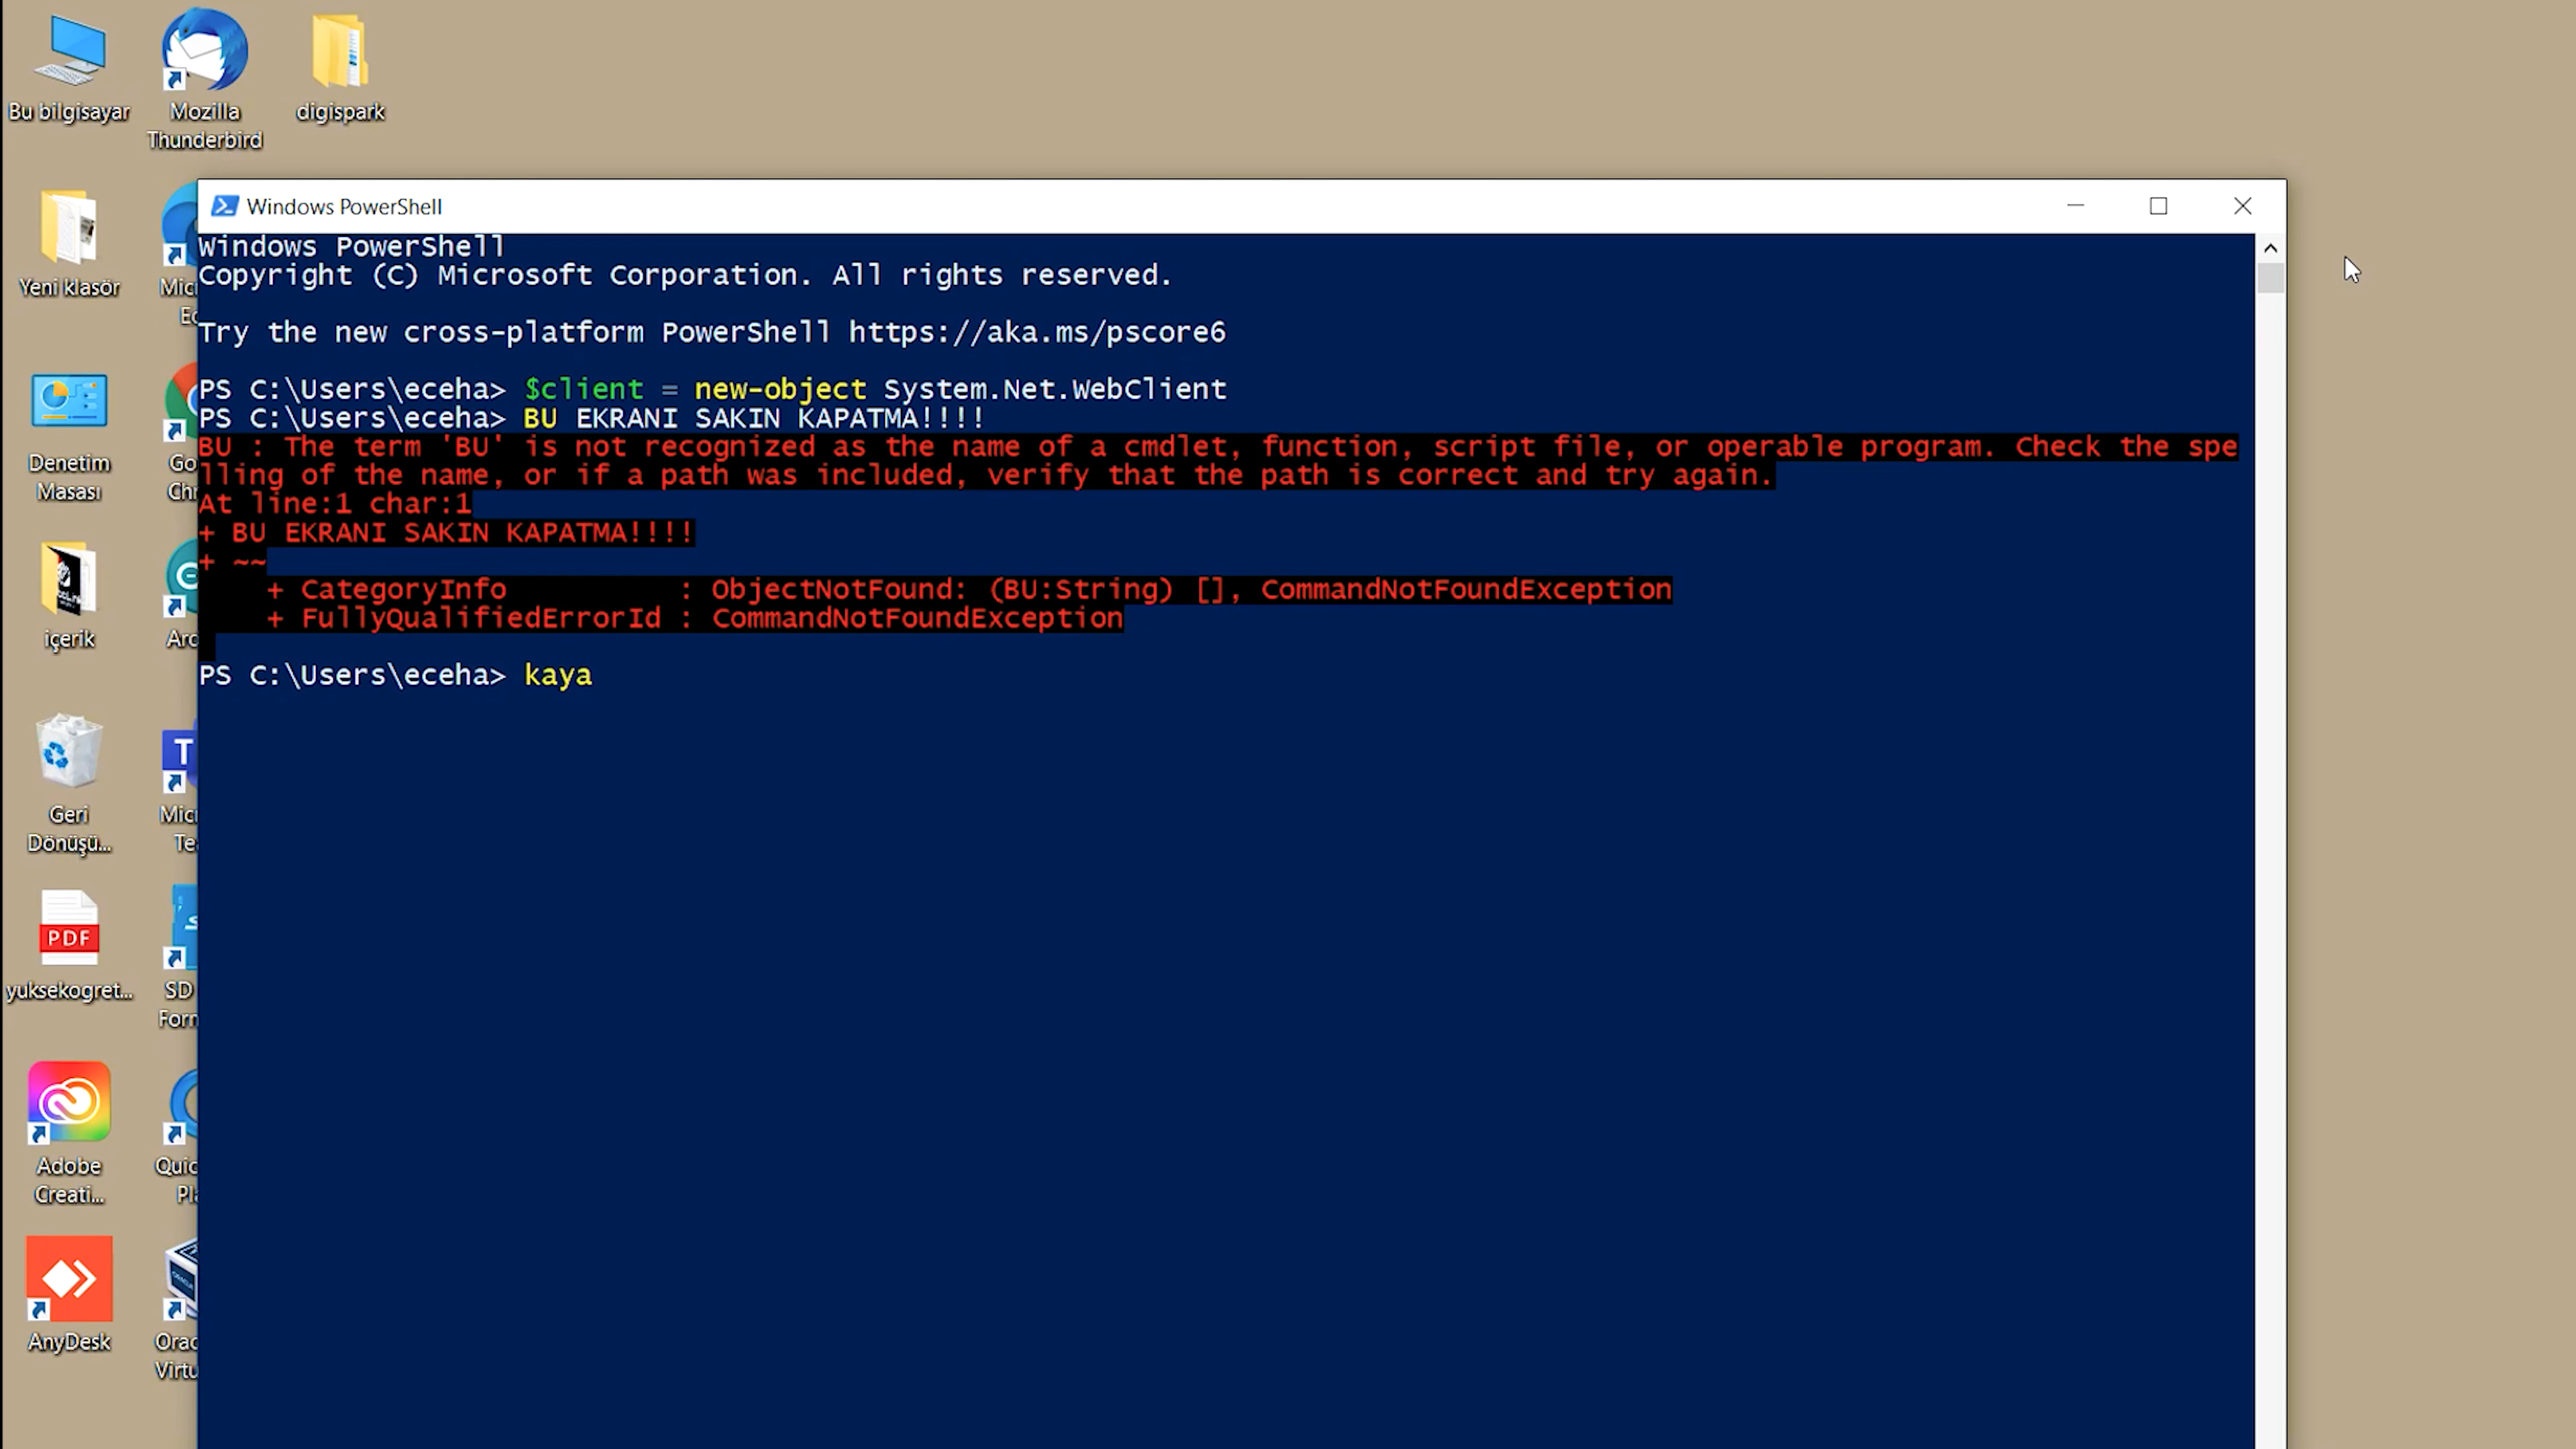 Bu bilgisayar
Mozilla
Thunderbird
digispark
Yeni klasör
Denetim
Masası
içerik
Geri
Dönüşü...
PDF
yuksekogret...
SD
Adobe
Creati...
AnyDesk
Windows PowerShell
Windows PowerShell
Copyright (C) Microsoft Corporation. All rights reserved.
Try the new cross-platform PowerShell https://aka.ms/pscore6
PS C:\Users\eceha> $client = new-object System.Net.WebClient
PS C:\Users\eceha> BU EKRANI SAKIN KAPATMA!!!!
BU : The term 'BU' is not recognized as the name of a cmdlet, function, script file, or operable program. Check the spe
lling of the name, or if a path was included, verify that the path is correct and try again.
At line:1 char:1
+ BU EKRANI SAKIN KAPATMA!!!!
+ ~~
+ CategoryInfo : ObjectNotFound: (BU:String) [], CommandNotFoundException
+ FullyQualifiedErrorId : CommandNotFoundException
PS C:\Users\eceha> kaya